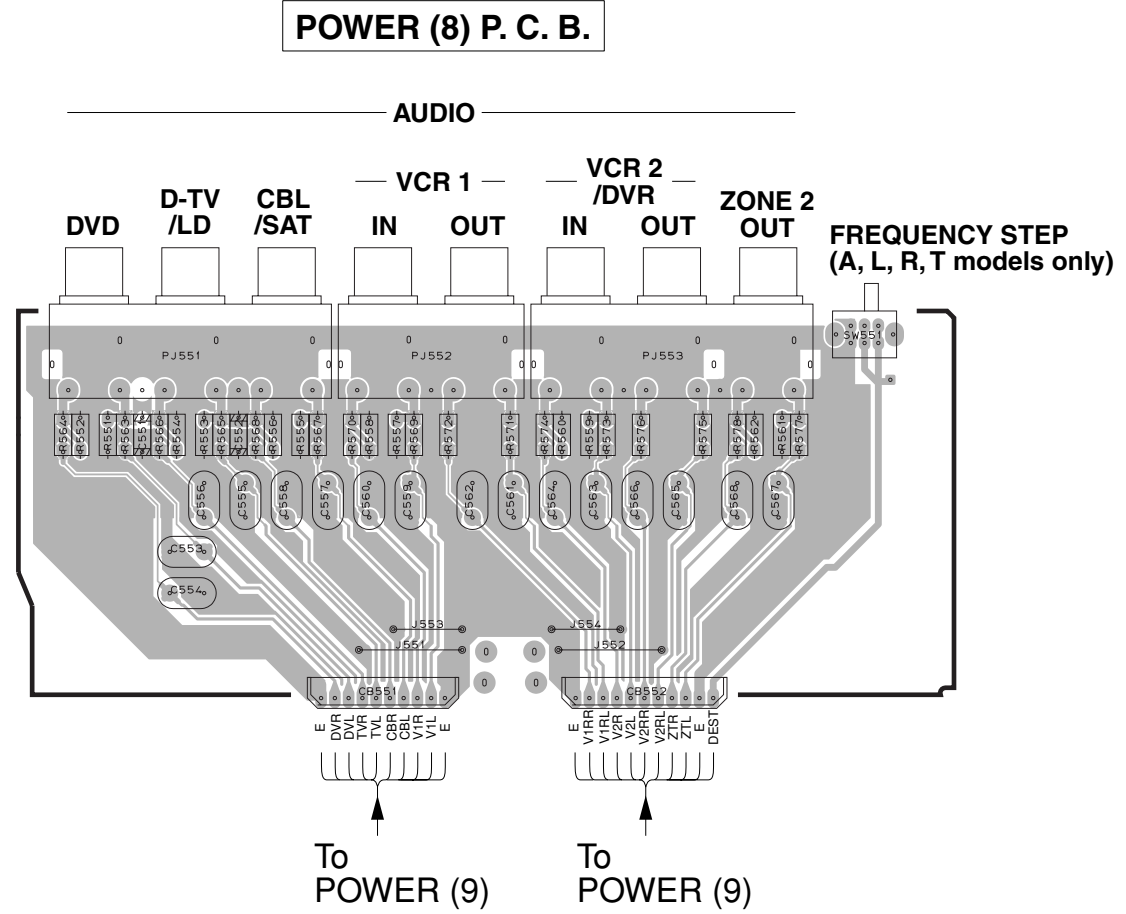 POWER (8) P. C. B.
AUDIO
VCR 1
VCR 2
/DVR
DVD
D-TV
/LD
CBL
/SAT
IN
OUT
IN
OUT
ZONE 2
OUT
FREQUENCY STEP
(A, L, R, T models only)
PJ551
PJ552
PJ553
SW551
R564
R552
R551
R563
C551
R566
R554
R553
R565
C552
R568
R556
R555
R567
R570
R558
R557
R569
R572
R571
R574
R560
R559
R573
R576
R575
R578
R562
R561
R577
C556
C555
C558
C557
C560
C559
C562
C561
C564
C563
C566
C565
C568
C567
C553
C554
J553
J554
J551
J552
CB551
CB552
E
DVR
DVL
TVR
TVL
CBR
CBL
V1R
V1L
E
E
V1RR
V1RL
V2R
V2L
V2RR
V2RL
ZTR
ZTL
E
DEST
To
POWER (9)
To
POWER (9)